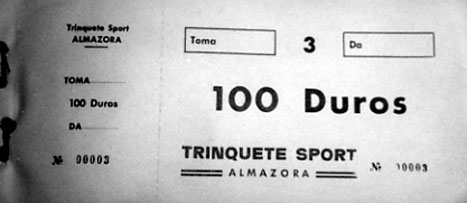 Trinquete Sport
ALMAZORA
TOMA
100 Duros
DA
№ 00003
Toma
3
Da
100 Duros
TRINQUETE SPORT
ALMAZORA
№ 00003